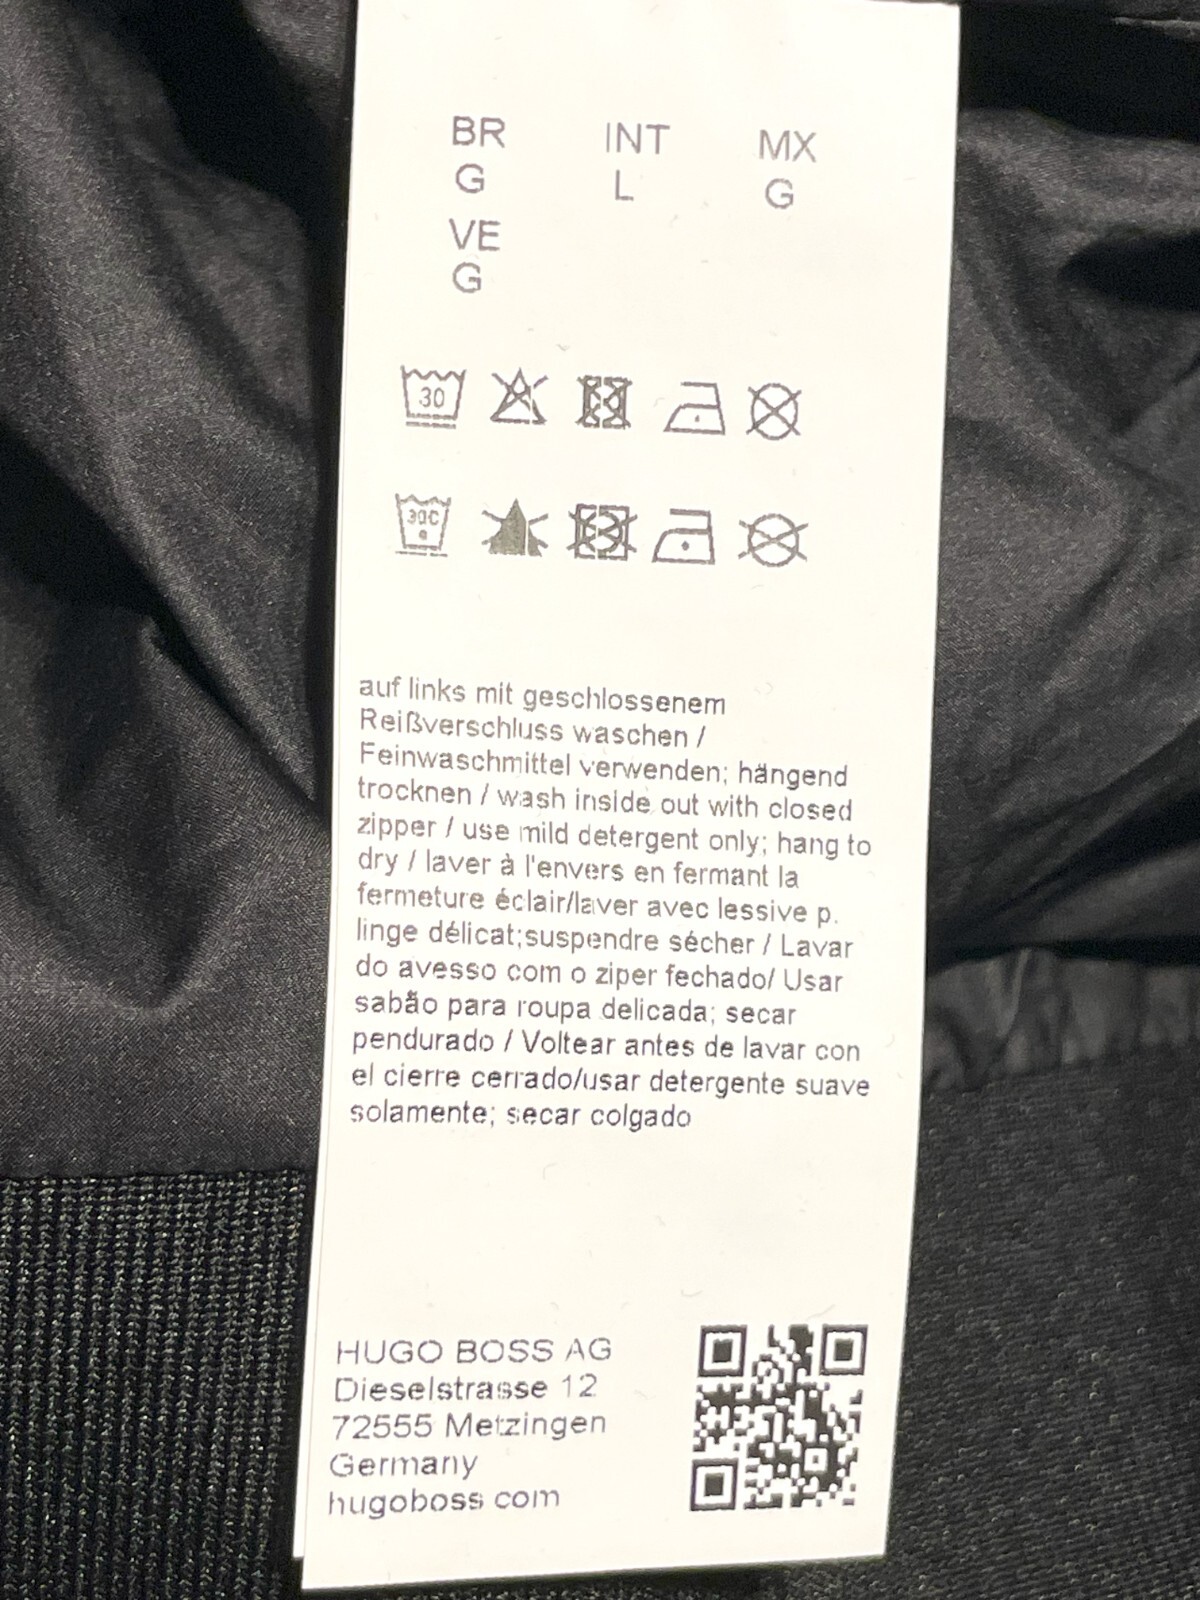 BR INT MX
G L G
VE
G
30
30C
auf links mit geschlossenem
Reißverschluss waschen /
Feinwaschmittel verwenden; hängend
trocknen / wash inside out with closed
zipper / use mild detergent only; hang to
dry / laver à l'envers en fermant la
fermeture éclair/laver avec lessive p.
linge délicat;suspendre sécher / Lavar
do avesso com o ziper fechado/ Usar
sabão para roupa delicada; secar
pendurado / Voltear antes de lavar con
el cierre cerrado/usar detergente suave
solamente; secar colgado
HUGO BOSS AG
Dieselstrasse 12
72555 Metzingen
Germany
hugoboss com